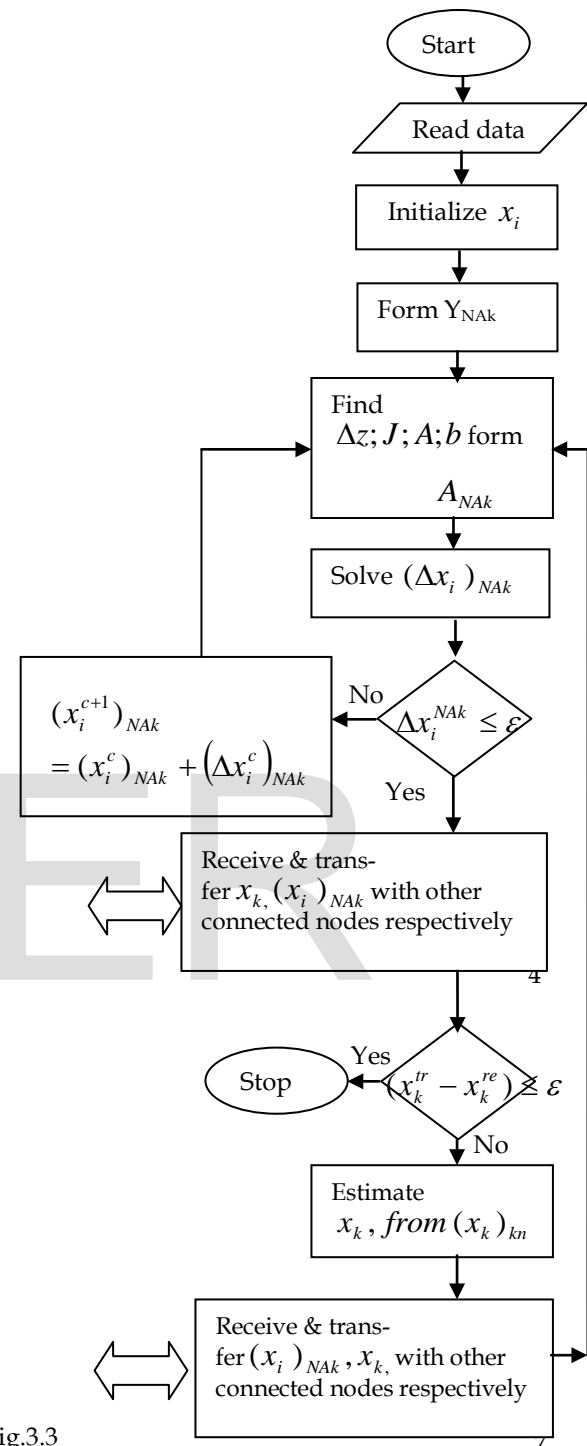 Start
Read data
Initialize x_i
Form Y_NAk
Find
Δz; J; A; b form
A_NAk
Solve (Δx_i)_NAk
No
Δx_i^NAk ≤ ε
(x_i^{c+1})_NAk
= (x_i^c)_NAk + (Δx_i^c)_NAk
Yes
Receive & trans-
fer x_k, (x_i)_NAk with other
connected nodes respectively
4
ER
Yes
Stop
(x_k^{tr} − x_k^{re}) ≤ ε
No
Estimate
x_k, from (x_k)_kn
Receive & trans-
fer (x_i)_NAk, x_k, with other
connected nodes respectively
ig.3.3